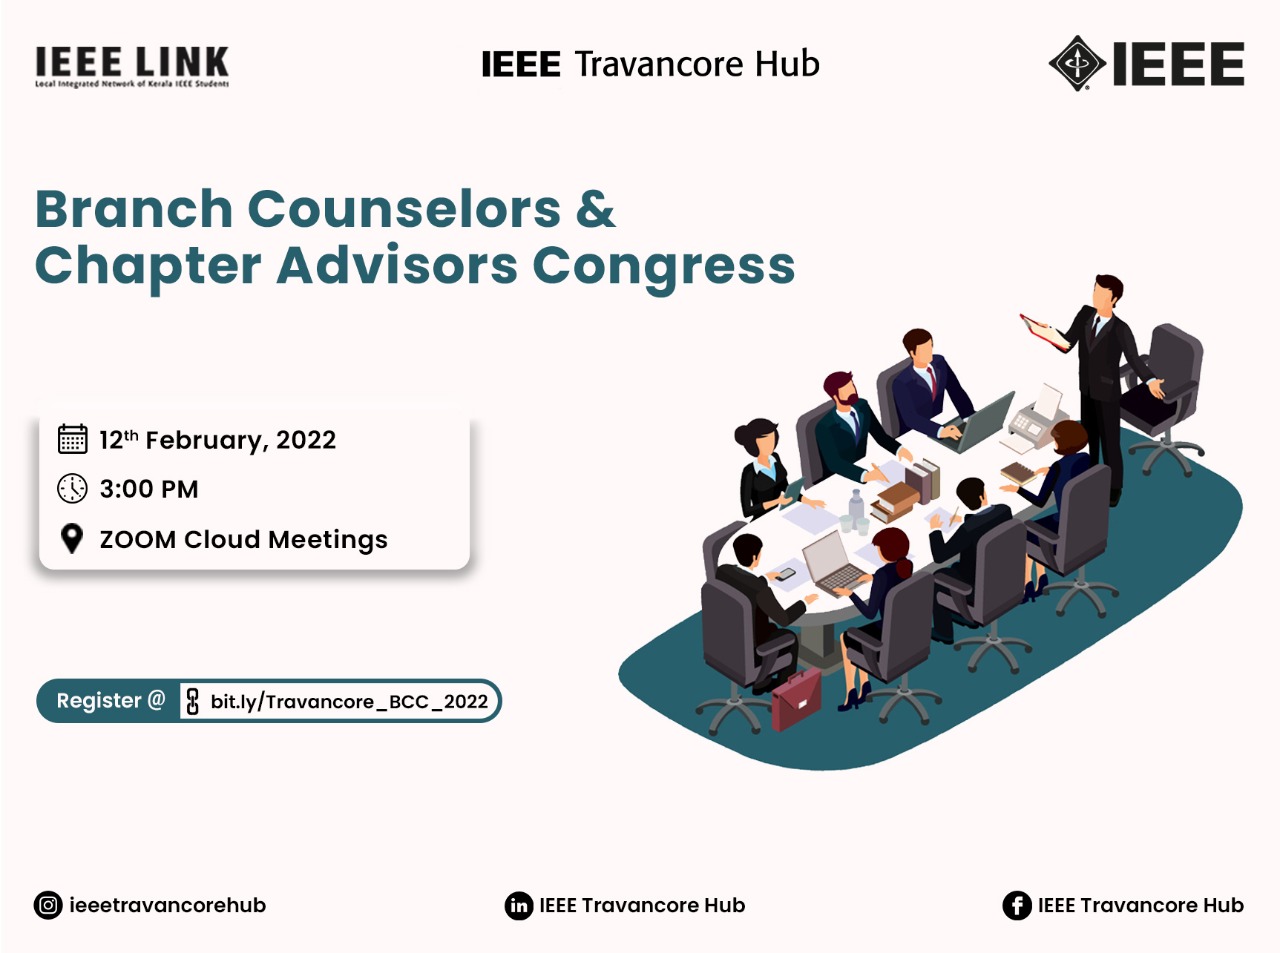 IEEE LINK
Local Integrated Network of Kerala IEEE Students
IEEE Travancore Hub
IEEE
Branch Counselors &
Chapter Advisors Congress
12th February, 2022
3:00 PM
ZOOM Cloud Meetings
Register @ bit.ly/Travancore_BCC_2022
ieeetravancorehub
IEEE Travancore Hub
IEEE Travancore Hub